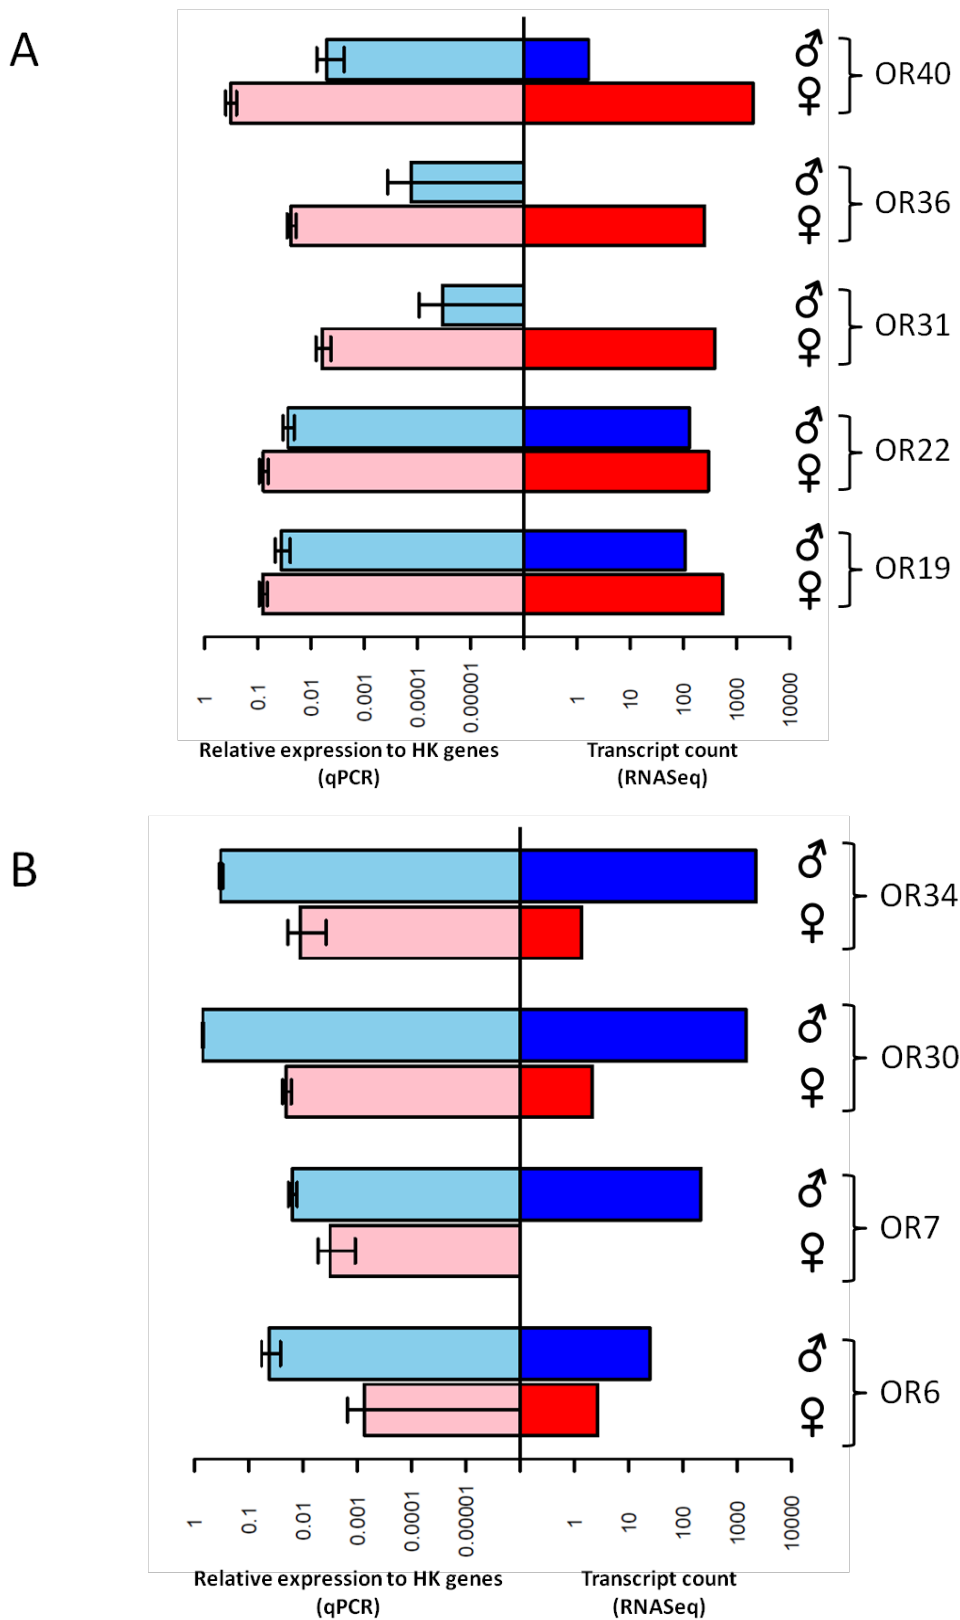 A
♂
♀
OR40
♂
♀
OR36
♂
♀
OR31
♂
♀
OR22
♂
♀
OR19
1 0.1 0.01 0.001 0.0001 0.00001 1 10 100 1000 10000
Relative expression to HK genes Transcript count
(qPCR) (RNASeq)
B
♂
♀
OR34
♂
♀
OR30
♂
♀
OR7
♂
♀
OR6
1 0.1 0.01 0.001 0.0001 0.00001 1 10 100 1000 10000
Relative expression to HK genes Transcript count
(qPCR) (RNASeq)